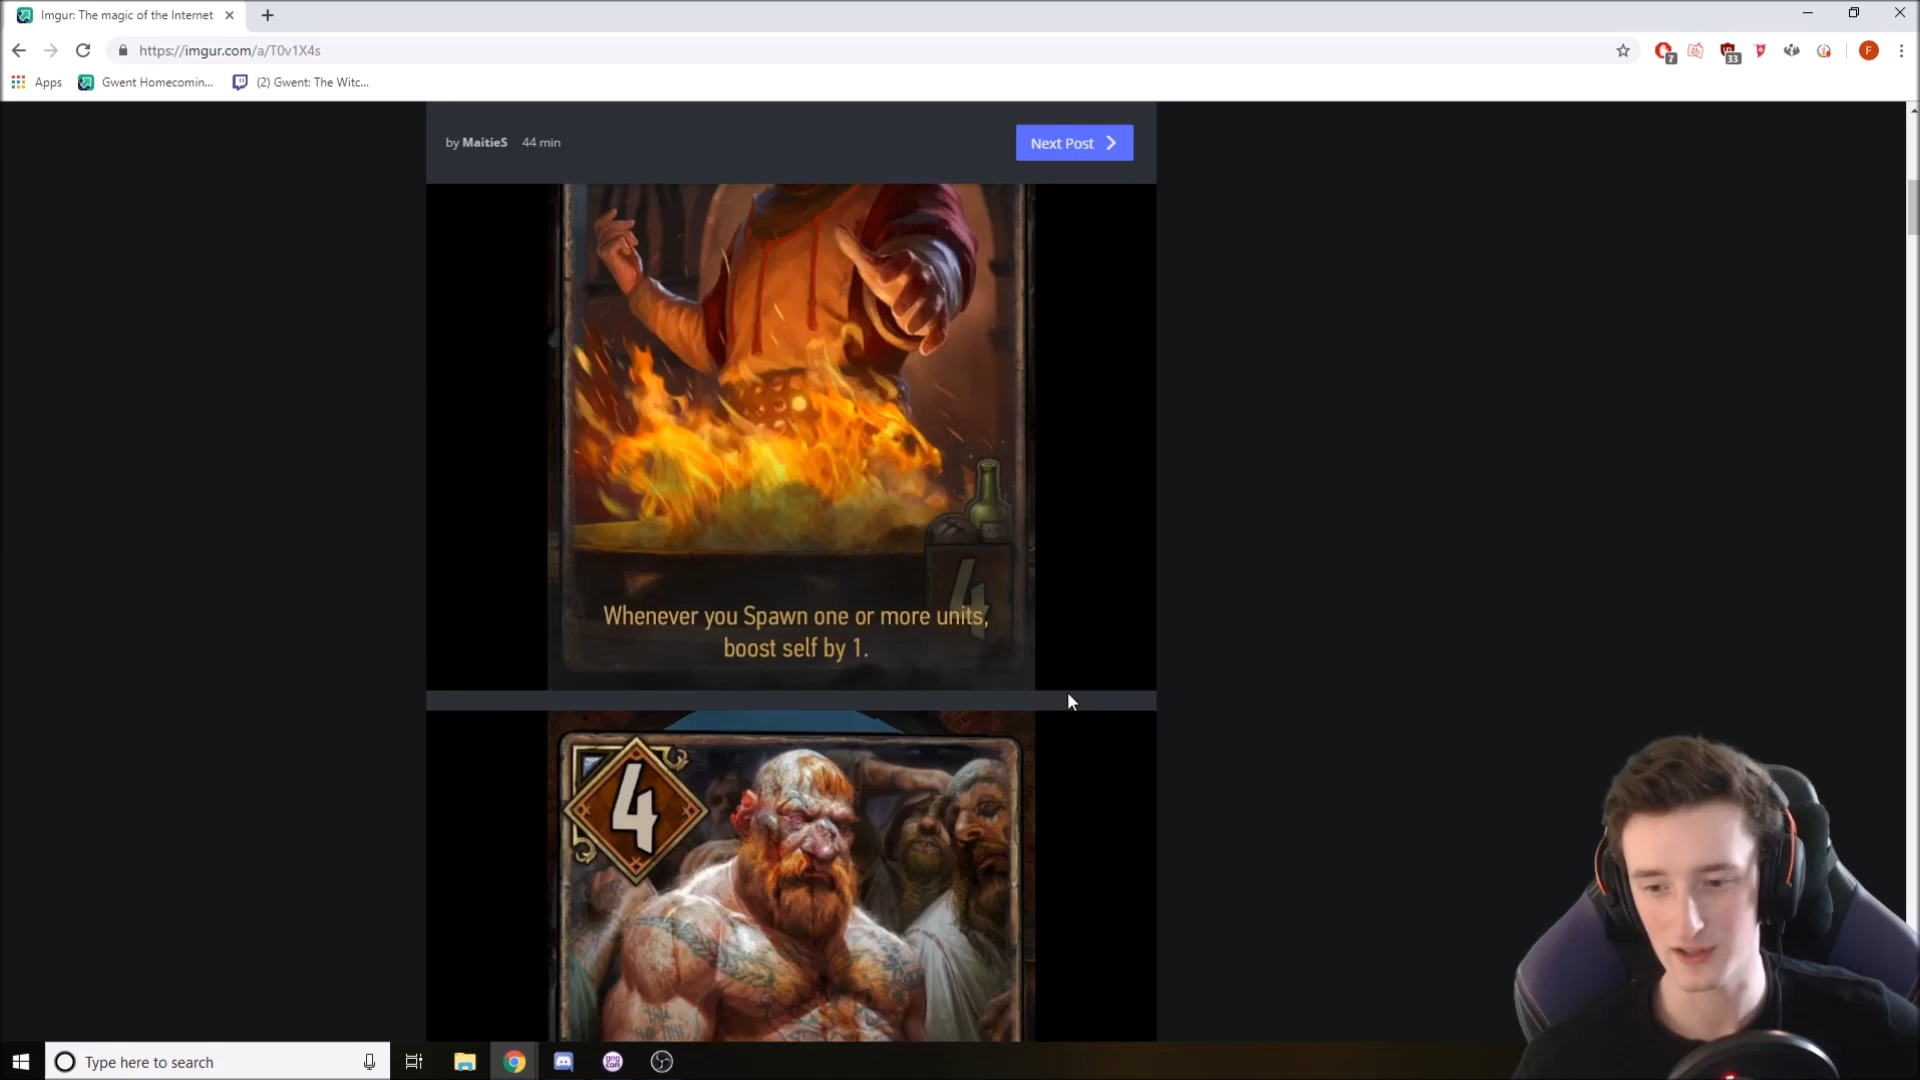 Imgur: The magic of the Internet
https://imgur.com/a/T0v1X4s
7
33
F
Apps
Gwent Homecomin...
(2) Gwent: The Witc...
by MaitieS 44 min
Next Post
4
Whenever you Spawn one or more units,
boost self by 1.
4
Type here to search